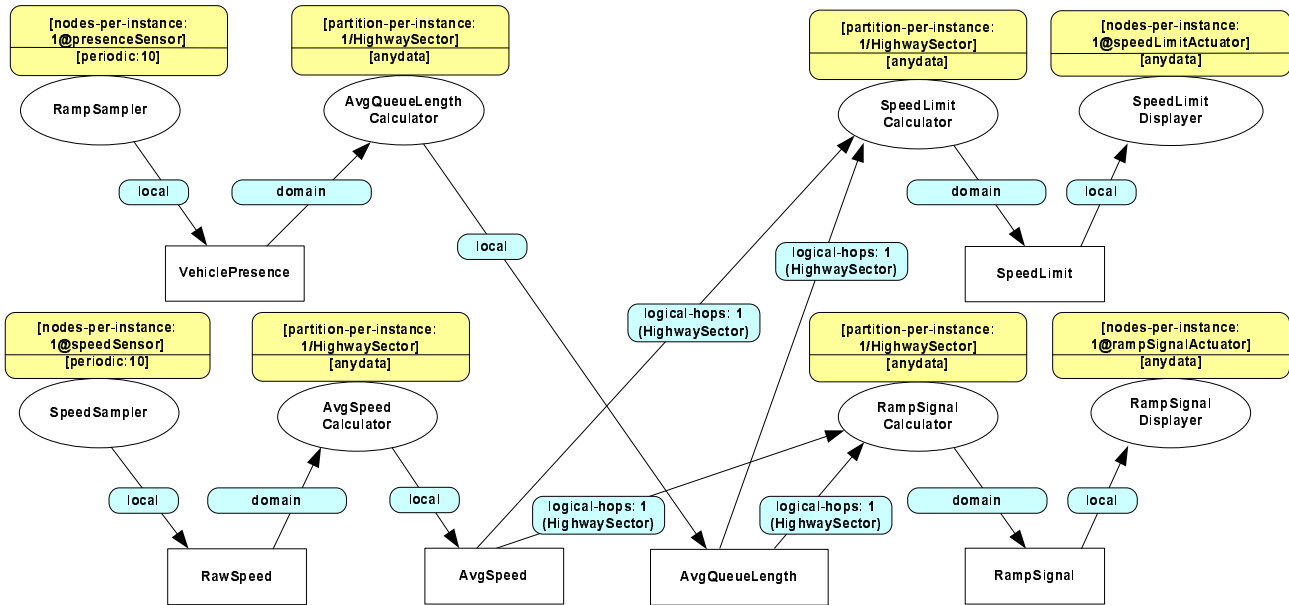 [nodes-per-instance:
1@presenceSensor]
[periodic:10]
RampSampler
[partition-per-instance:
1/HighwaySector]
[anydata]
AvgQueueLength
Calculator
[partition-per-instance:
1/HighwaySector]
[anydata]
SpeedLimit
Calculator
[nodes-per-instance:
1@speedLimitActuator]
[anydata]
SpeedLimit
Displayer
local
domain
domain
local
local
logical-hops: 1
(HighwaySector)
VehiclePresence
SpeedLimit
logical-hops: 1
(HighwaySector)
[nodes-per-instance:
1@speedSensor]
[periodic:10]
SpeedSampler
[partition-per-instance:
1/HighwaySector]
[anydata]
AvgSpeed
Calculator
[partition-per-instance:
1/HighwaySector]
[anydata]
RampSignal
Calculator
[nodes-per-instance:
1@rampSignalActuator]
[anydata]
RampSignal
Displayer
local
domain
local
logical-hops: 1
(HighwaySector)
logical-hops: 1
(HighwaySector)
domain
local
RawSpeed
AvgSpeed
AvgQueueLength
RampSignal